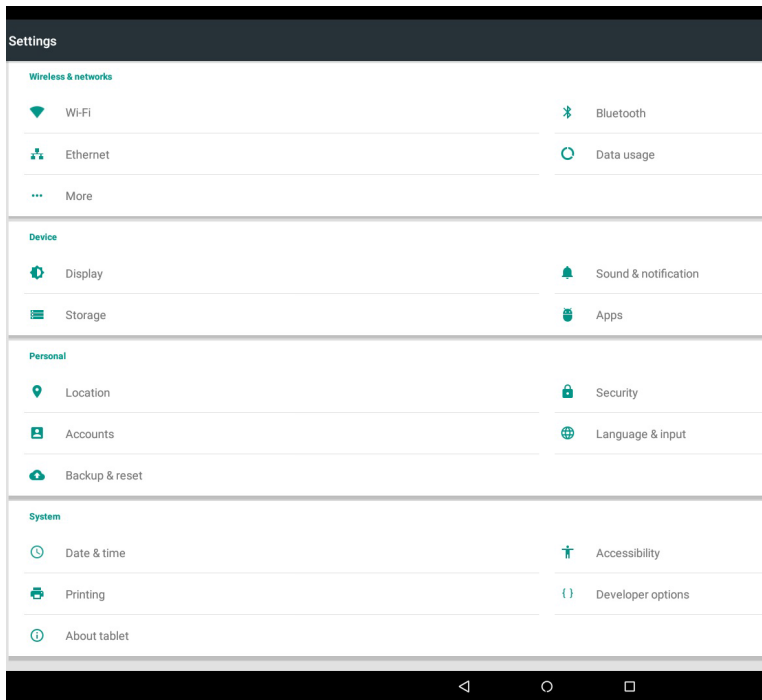 Settings
Wireless & networks
Wi-Fi
Bluetooth
Ethernet
Data usage
More
Device
Display
Sound & notification
Storage
Apps
Personal
Location
Security
Accounts
Language & input
Backup & reset
System
Date & time
Accessibility
Printing
Developer options
About tablet